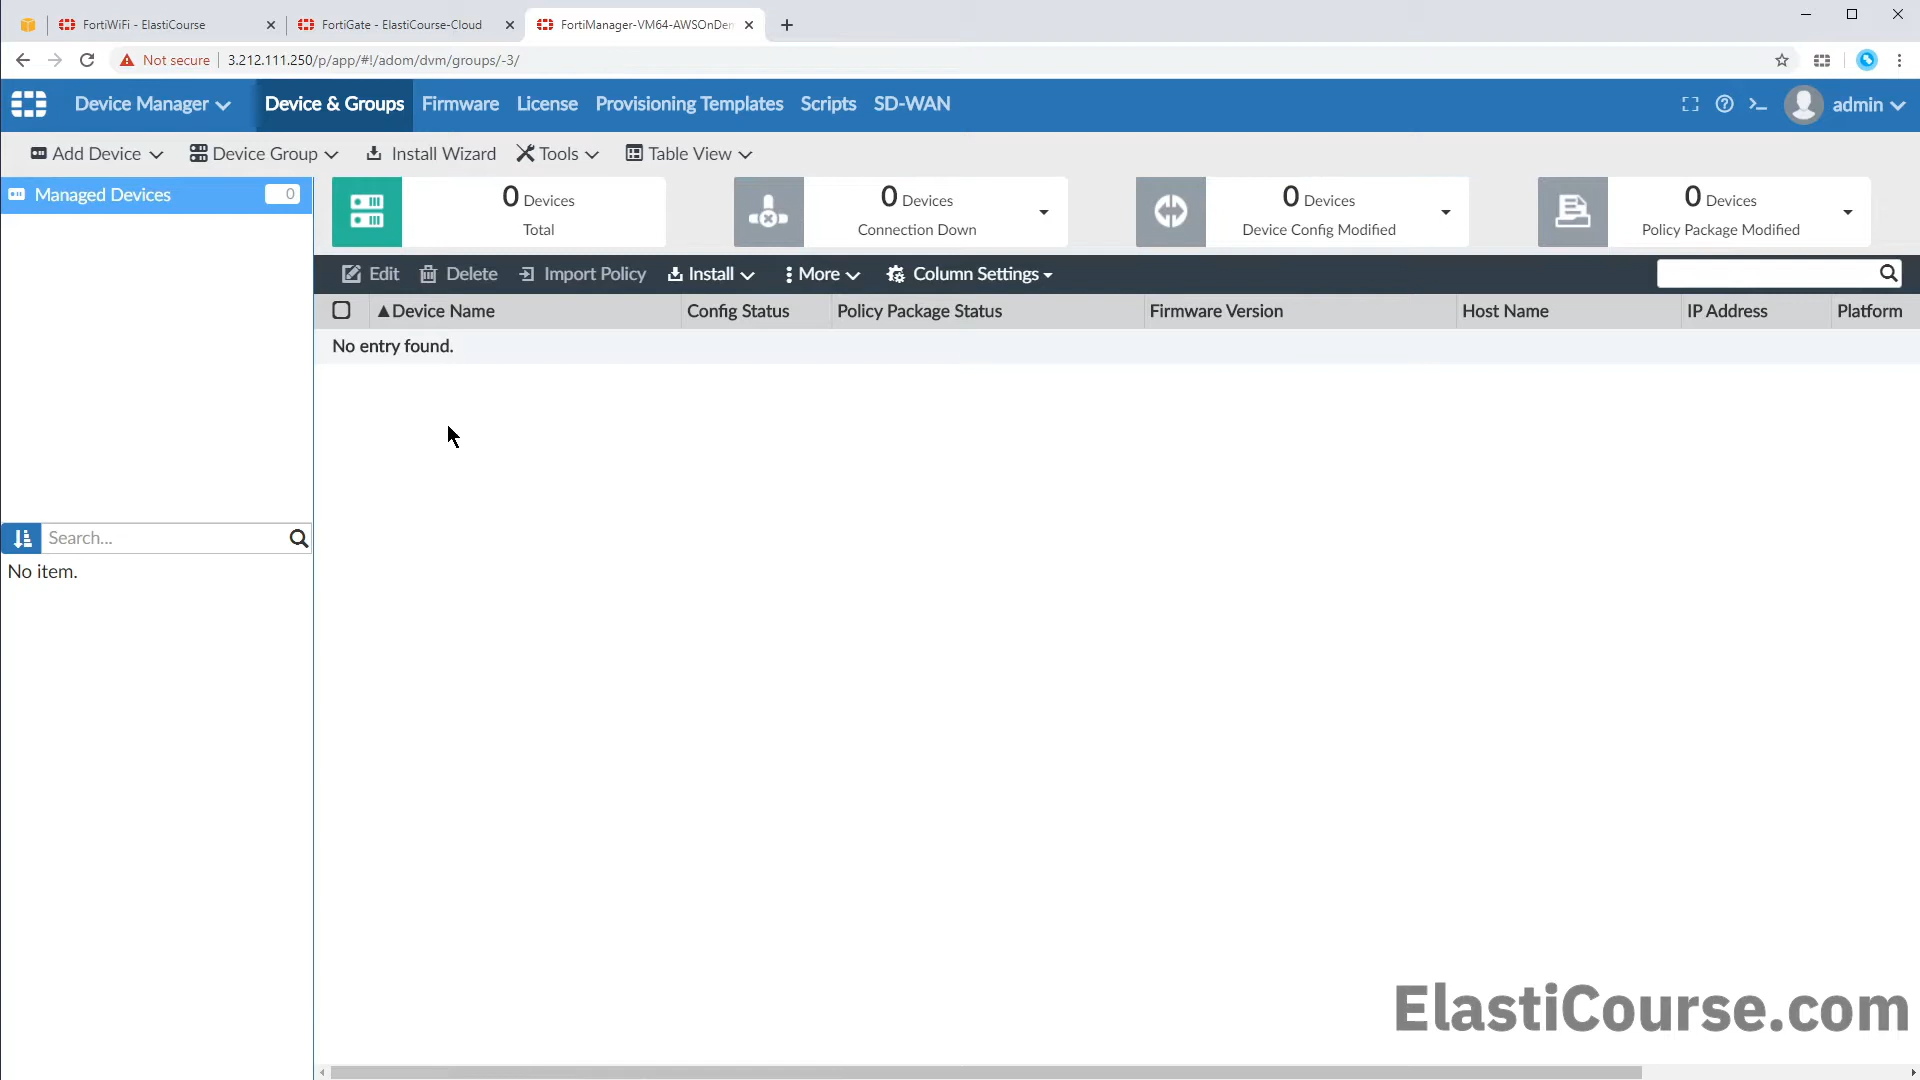 FortiWiFi - ElastiCourse
FortiGate - ElastiCourse-Cloud
FortiManager-VM64-AWSOnDem
Not secure
3.212.111.250/p/app/#!/adom/dvm/groups/-3/
Device Manager
Device & Groups
Firmware
License
Provisioning Templates
Scripts
SD-WAN
admin
Add Device
Device Group
Install Wizard
Tools
Table View
Managed Devices
0
0 Devices
Total
0 Devices
Connection Down
0 Devices
Device Config Modified
0 Devices
Policy Package Modified
Edit
Delete
Import Policy
Install
More
Column Settings
Device Name
Config Status
Policy Package Status
Firmware Version
Host Name
IP Address
Platform
No entry found.
Search...
No item.
ElastiCourse.com